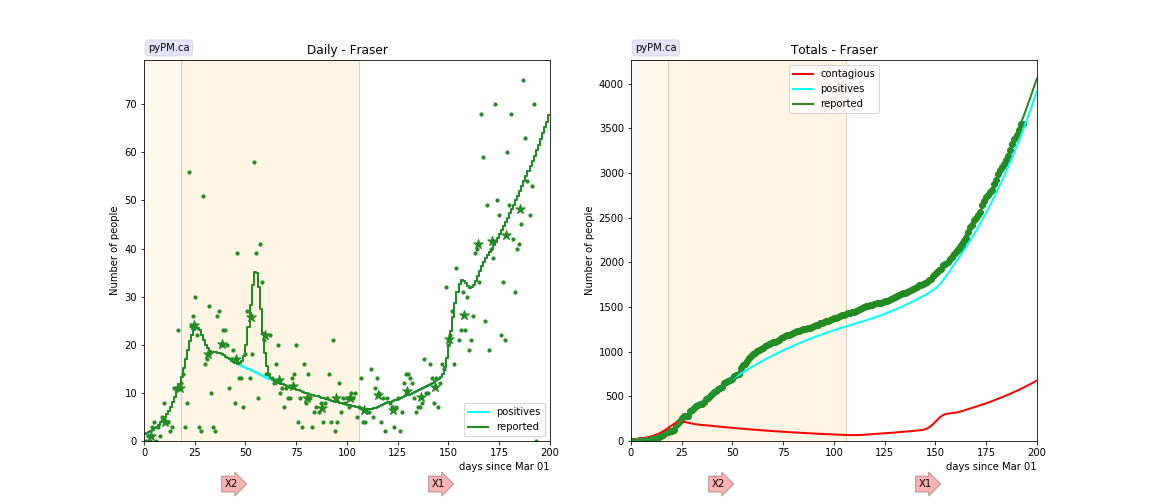 pyPM.ca
Daily - Fraser
Number of people
70
60
50
40
30
20
10
0
0
25
50
75
100
125
150
175
200
days since Mar 01
positives
reported
X2
X1
pyPM.ca
Totals - Fraser
Number of people
4000
3500
3000
2500
2000
1500
1000
500
0
0
25
50
75
100
125
150
175
200
days since Mar 01
contagious
positives
reported
X2
X1